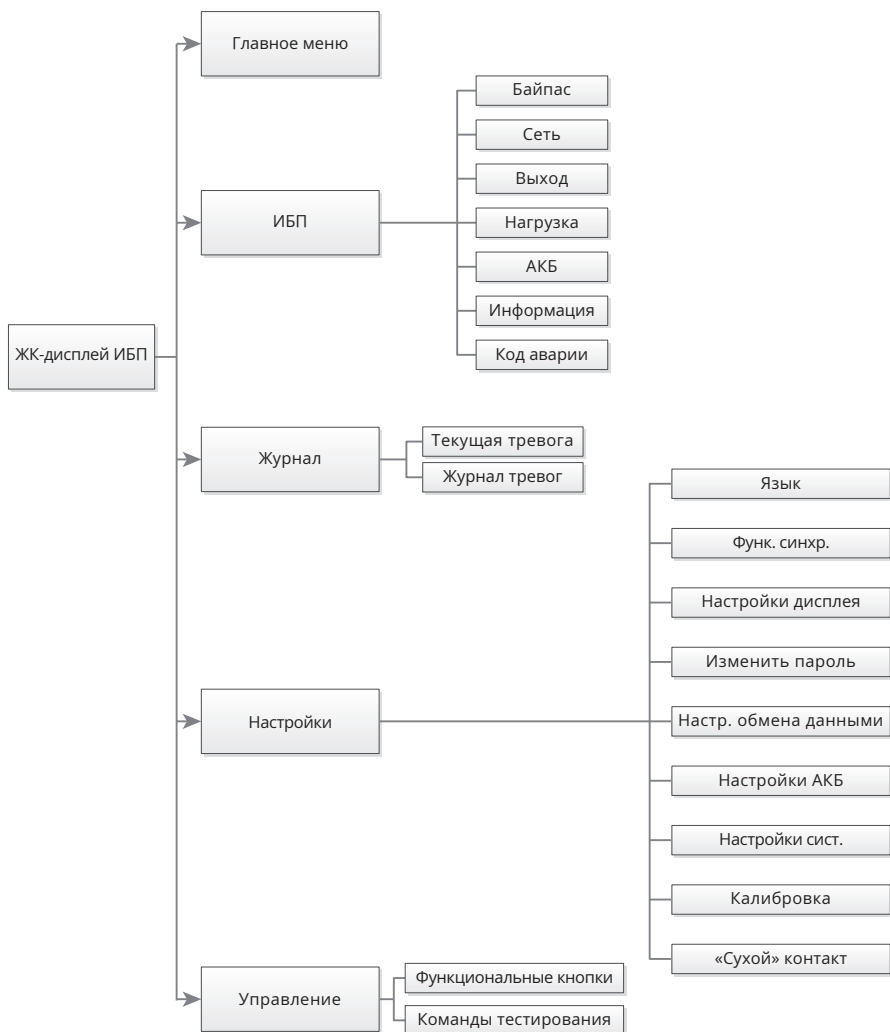 Главное меню
Байпас
Сеть
Выход
ИБП
Нагрузка
АКБ
Информация
ЖК-дисплей ИБП
Код аварии
Журнал
Текущая тревога
Журнал тревог
Язык
Функ. синхр.
Настройки дисплея
Изменить пароль
Настройки
Настр. обмена данными
Настройки АКБ
Настройки сист.
Калибровка
«Сухой» контакт
Управление
Функциональные кнопки
Команды тестирования